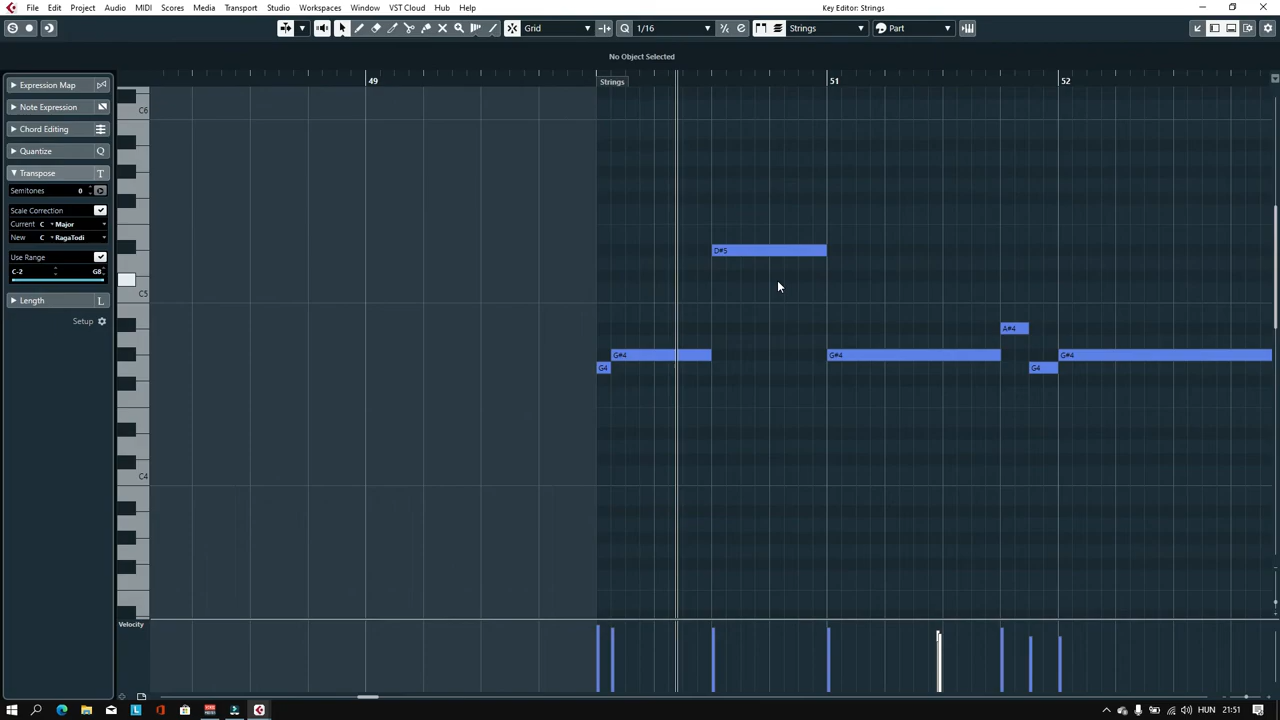 File Edit Project Audio MIDI Scores Media Transport Studio Workspaces Window VST Cloud Hub Help
Key Editor: Strings
Grid 1/16 Strings Part
No Object Selected
49 51 52
Strings
Expression Map
Note Expression
Chord Editing
Quantize Q
Transpose T
Semitones 0
Scale Correction
Current C Major
New C RagaTodi
Use Range
C-2 G8
Length L
Setup
C6
D#5
C5
A#4
G#4 G#4 G#4
G4 G4
C4
Velocity
HUN 21:51